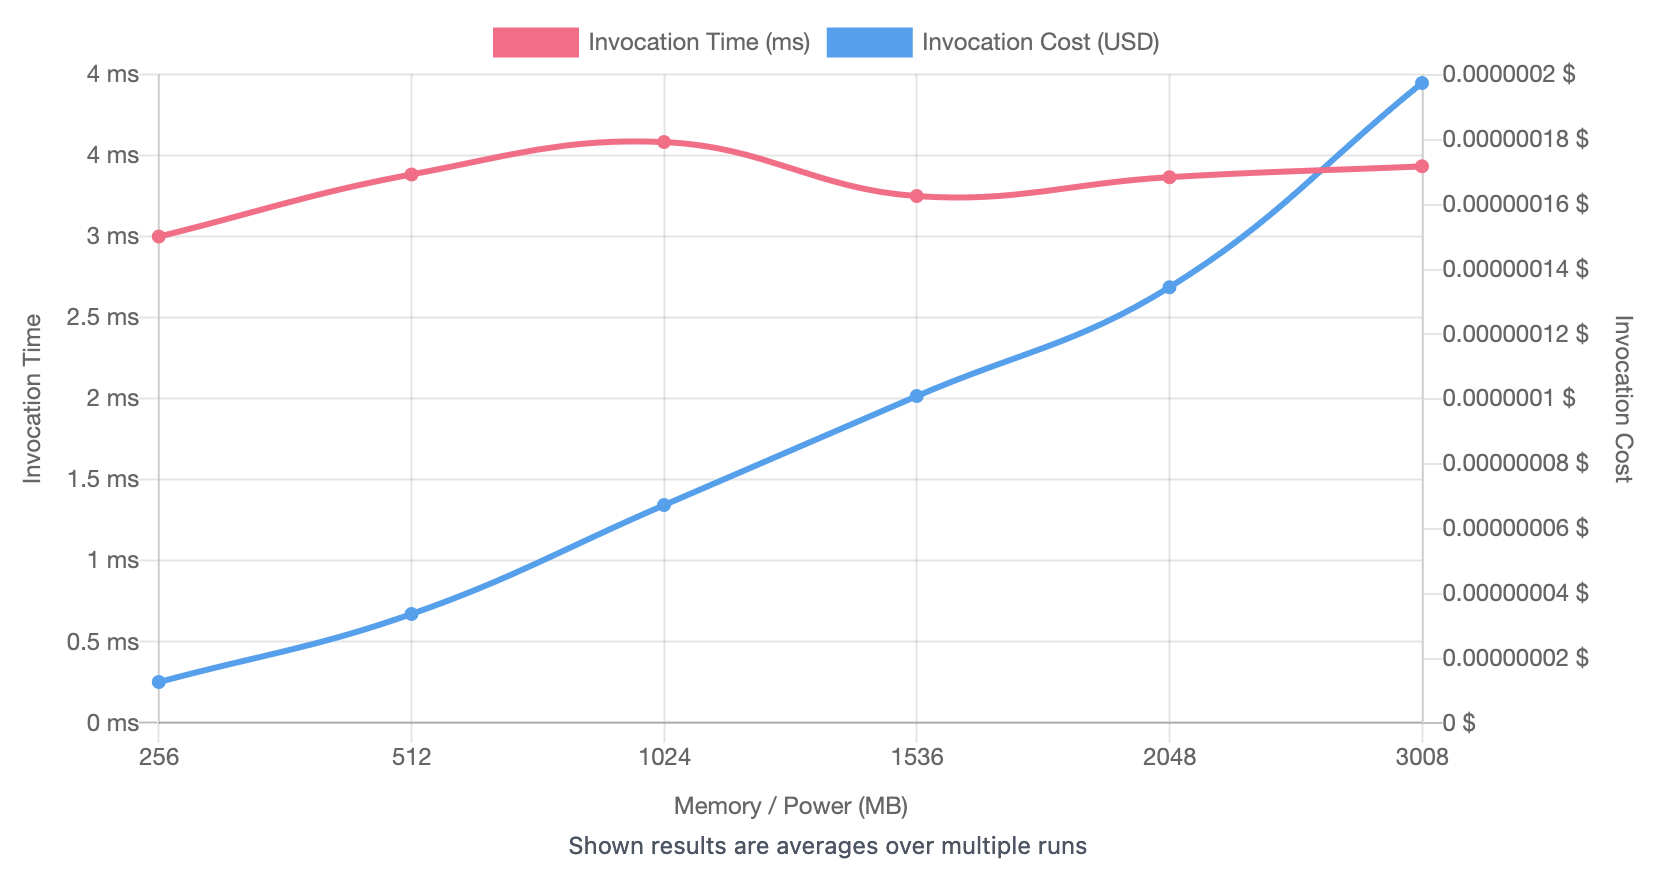 Invocation Time (ms) Invocation Cost (USD)
4 ms
4 ms
3 ms
2.5 ms
2 ms
1.5 ms
1 ms
0.5 ms
0 ms
Invocation Time
0.0000002 $
0.00000018 $
0.00000016 $
0.00000014 $
0.00000012 $
0.0000001 $
0.00000008 $
0.00000006 $
0.00000004 $
0.00000002 $
0 $
Invocation Cost
256 512 1024 1536 2048 3008
Memory / Power (MB)
Shown results are averages over multiple runs